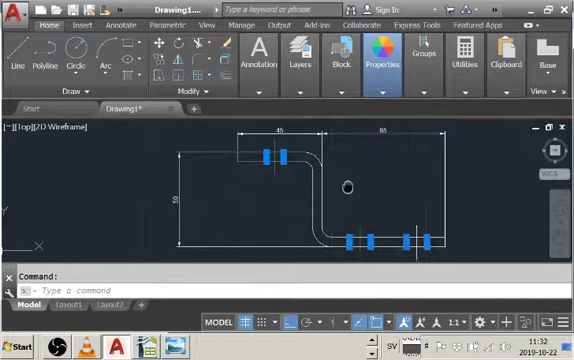 Drawing1....
Type a keyword or phrase
Sign In
Home Insert Annotate Parametric View Manage Output Add-ins Collaborate Express Tools Featured Apps
Line Polyline Circle Arc
Annotation Layers Block Properties Groups Utilities Clipboard Base
Draw Modify View
Start Drawing1*
[−][Top][2D Wireframe]
45
50
WCS
Y
X
Command:
Type a command
Model Layout1 Layout2 +
MODEL 1:1
Start
SV
11:32
2019-10-22